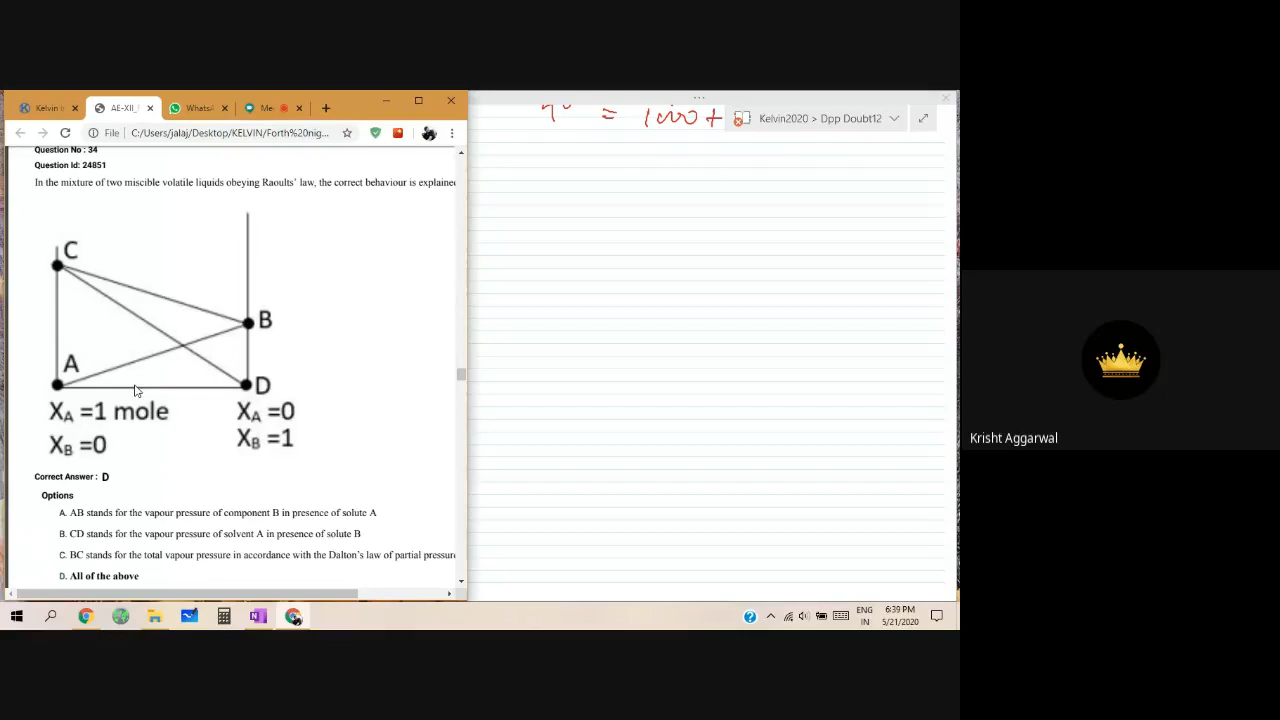 Kelvin
AE-XII_
WhatsA
Me-
Kelvin2020 > Dpp Doubt12
= 1000 +
File
C:/Users/jalaj/Desktop/KELVIN/Forth%20nig...
Question No : 34
Question Id: 24851
In the mixture of two miscible volatile liquids obeying Raoults' law, the correct behaviour is explained
C
B
A
D
XA =1 mole
XB =0
XA =0
XB =1
Correct Answer : D
Options
A. AB stands for the vapour pressure of component B in presence of solute A
B. CD stands for the vapour pressure of solvent A in presence of solute B
C. BC stands for the total vapour pressure in accordance with the Dalton's law of partial pressure
D. All of the above
Krisht Aggarwal
ENG
IN
6:39 PM
5/21/2020